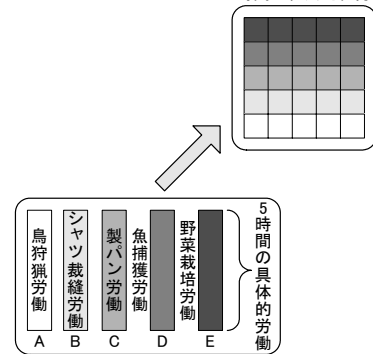 鳥狩猟労働
シャツ裁縫労働
製パン労働
魚捕獲労働
野菜栽培労働
5時間の具体的労働
A B C D E